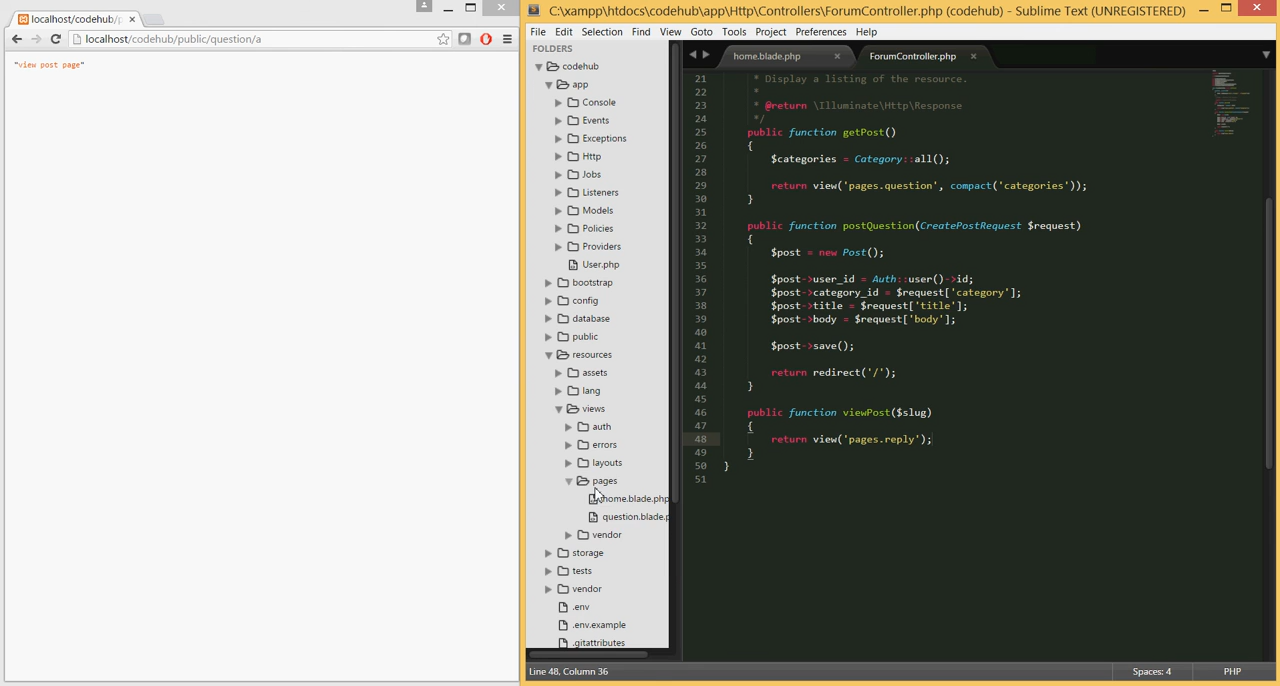 localhost/codehub/p
localhost/codehub/public/question/a
"view post page"
C:\xampp\htdocs\codehub\app\Http\Controllers\ForumController.php (codehub) - Sublime Text (UNREGISTERED)
File Edit Selection Find View Goto Tools Project Preferences Help
FOLDERS
codehub
app
Console
Events
Exceptions
Http
Jobs
Listeners
Models
Policies
Providers
User.php
bootstrap
config
database
public
resources
assets
lang
views
auth
errors
layouts
pages
home.blade.php
question.blade.p
vendor
storage
tests
vendor
.env
.env.example
.gitattributes
home.blade.php ForumController.php
21 * Display a listing of the resource.
22 *
23 * @return \Illuminate\Http\Response
24 */
25 public function getPost()
26 {
27 $categories = Category::all();
28
29 return view('pages.question', compact('categories'));
30 }
31
32 public function postQuestion(CreatePostRequest $request)
33 {
34 $post = new Post();
35
36 $post->user_id = Auth::user()->id;
37 $post->category_id = $request['category'];
38 $post->title = $request['title'];
39 $post->body = $request['body'];
40
41 $post->save();
42
43 return redirect('/');
44 }
45
46 public function viewPost($slug)
47 {
48 return view('pages.reply');
49 }
50 }
51
Line 48, Column 36 Spaces: 4 PHP